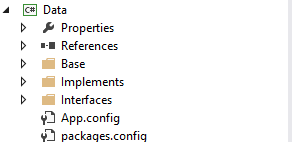 C# Data
Properties
References
Base
Implements
Interfaces
App.config
packages.config